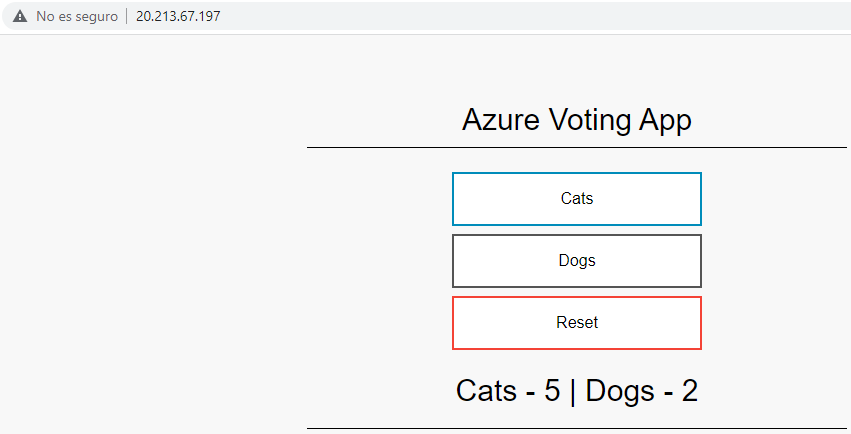 No es seguro | 20.213.67.197
Azure Voting App
Cats
Dogs
Reset
Cats - 5 | Dogs - 2